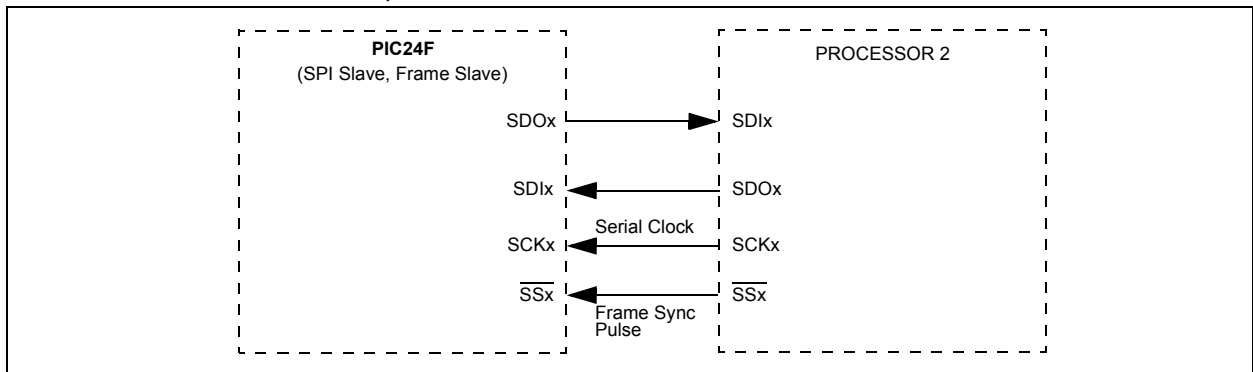 PIC24F
(SPI Slave, Frame Slave)
PROCESSOR 2
SDOx
SDIx
SDIx
SDOx
Serial Clock
SCKx
SCKx
SSx
SSx
Frame Sync
Pulse